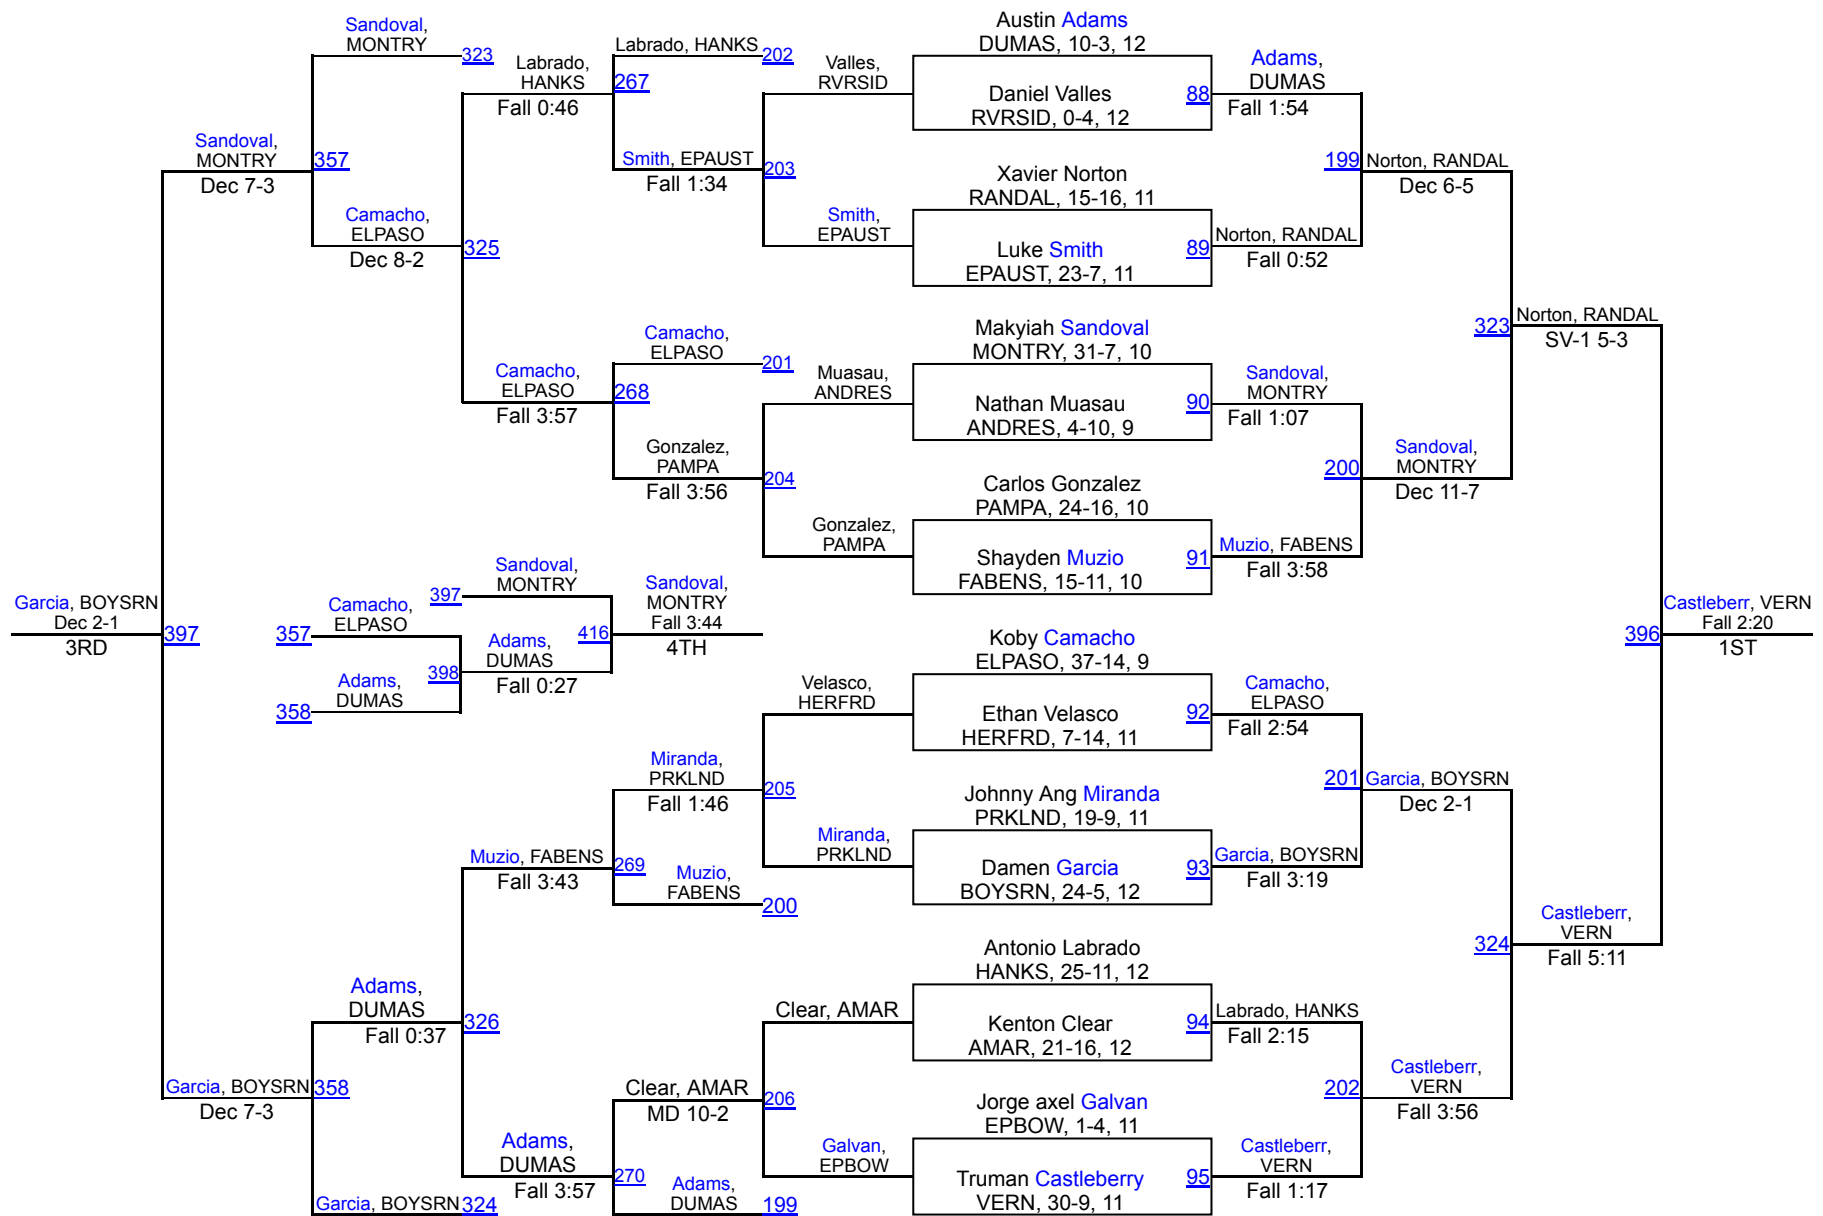 Garcia, BOYSRN
Dec 2-1
3RD
397
Sandoval,
MONTRY
Dec 7-3
357
Sandoval,
MONTRY
323
Camacho,
ELPASO
Dec 8-2
325
Labrado,
HANKS
Fall 0:46
267
Labrado, HANKS
202
Smith, EPAUST
Fall 1:34
203
Valles,
RVRSID
Smith,
EPAUST
Camacho,
ELPASO
Fall 3:57
268
Camacho,
ELPASO
201
Gonzalez,
PAMPA
Fall 3:56
204
Muasau,
ANDRES
Gonzalez,
PAMPA
Camacho,
ELPASO
357
Adams,
DUMAS
358
398
Sandoval,
MONTRY
397
Adams,
DUMAS
Fall 0:27
416
Sandoval,
MONTRY
Fall 3:44
4TH
Garcia, BOYSRN
Dec 7-3
358
Adams,
DUMAS
Fall 0:37
326
Garcia, BOYSRN
324
Muzio, FABENS
Fall 3:43
269
Miranda,
PRKLND
Fall 1:46
205
Muzio,
FABENS
200
Velasco,
HERFRD
Miranda,
PRKLND
Adams,
DUMAS
Fall 3:57
270
Clear, AMAR
MD 10-2
206
Adams,
DUMAS
199
Clear, AMAR
Galvan,
EPBOW
Austin Adams
DUMAS, 10-3, 12
Daniel Valles
RVRSID, 0-4, 12
88
Xavier Norton
RANDAL, 15-16, 11
Luke Smith
EPAUST, 23-7, 11
89
Makyiah Sandoval
MONTRY, 31-7, 10
Nathan Muasau
ANDRES, 4-10, 9
90
Carlos Gonzalez
PAMPA, 24-16, 10
Shayden Muzio
FABENS, 15-11, 10
91
Koby Camacho
ELPASO, 37-14, 9
Ethan Velasco
HERFRD, 7-14, 11
92
Johnny Ang Miranda
PRKLND, 19-9, 11
Damen Garcia
BOYSRN, 24-5, 12
93
Antonio Labrado
HANKS, 25-11, 12
Kenton Clear
AMAR, 21-16, 12
94
Jorge axel Galvan
EPBOW, 1-4, 11
Truman Castleberry
VERN, 30-9, 11
95
Adams,
DUMAS
Fall 1:54
199
Norton, RANDAL
Fall 0:52
Sandoval,
MONTRY
Fall 1:07
200
Muzio, FABENS
Fall 3:58
Camacho,
ELPASO
Fall 2:54
201
Garcia, BOYSRN
Fall 3:19
Labrado, HANKS
Fall 2:15
202
Castleberr,
VERN
Fall 1:17
Norton, RANDAL
Dec 6-5
323
Sandoval,
MONTRY
Dec 11-7
Garcia, BOYSRN
Dec 2-1
324
Castleberr,
VERN
Fall 3:56
Norton, RANDAL
SV-1 5-3
396
Castleberr,
VERN
Fall 5:11
Castleberr, VERN
Fall 2:20
1ST